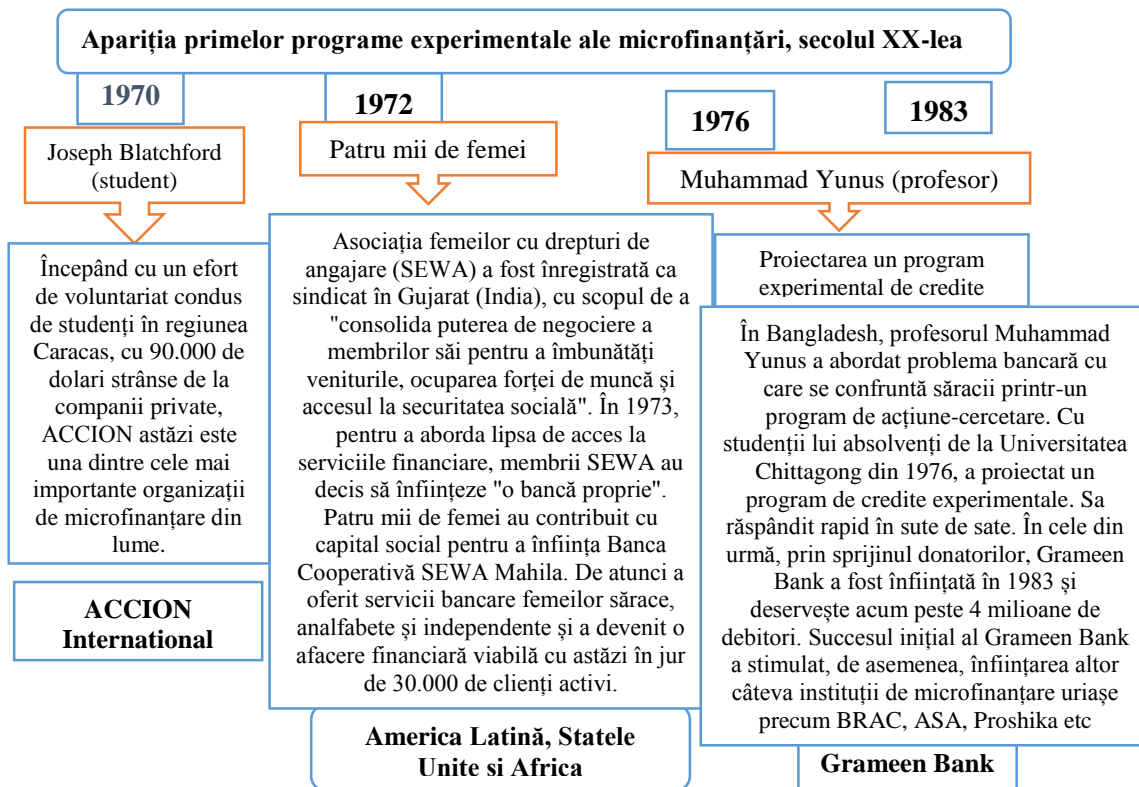 Apariția primelor programe experimentale ale microfinanțări, secolul XX-lea
1970
1972
1976
1983
Joseph Blatchford
(student)
Patru mii de femei
Muhammad Yunus (profesor)
Începând cu un efort
de voluntariat condus
de studenți în regiunea
Caracas, cu 90.000 de
dolari strânse de la
companii private,
ACCION astăzi este
una dintre cele mai
importante organizații
de microfinanțare din
lume.
ACCION
International
Asociația femeilor cu drepturi de
angajare (SEWA) a fost înregistrată ca
sindicat în Gujarat (India), cu scopul de a
"consolida puterea de negociere a
membrilor săi pentru a îmbunătăți
veniturile, ocuparea forței de muncă și
accesul la securitatea socială". În 1973,
pentru a aborda lipsa de acces la
serviciile financiare, membrii SEWA au
decis să înființeze "o bancă proprie".
Patru mii de femei au contribuit cu
capital social pentru a înființa Banca
Cooperativă SEWA Mahila. De atunci a
oferit servicii bancare femeilor sărace,
analfabete și independente și a devenit o
afacere financiară viabilă cu astăzi în jur
de 30.000 de clienți activi.
America Latină, Statele
Unite si Africa
Proiectarea un program
experimental de credite
În Bangladesh, profesorul Muhammad
Yunus a abordat problema bancară cu
care se confruntă săracii printr-un
program de acțiune-cercetare. Cu
studenții lui absolvenți de la Universitatea
Chittagong din 1976, a proiectat un
program de credite experimentale. Sa
răspândit rapid în sute de sate. În cele din
urmă, prin sprijinul donatorilor, Grameen
Bank a fost înființată în 1983 și
deservește acum peste 4 milioane de
debitori. Succesul inițial al Grameen Bank
a stimulat, de asemenea, înființarea altor
câteva instituții de microfinanțare uriașe
precum BRAC, ASA, Proshika etc
Grameen Bank